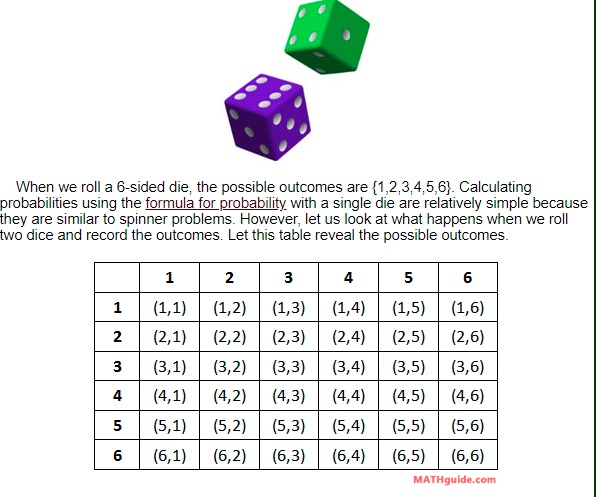 When we roll a 6-sided die, the possible outcomes are {1,2,3,4,5,6}. Calculating
probabilities using the formula for probability with a single die are relatively simple because
they are similar to spinner problems. However, let us look at what happens when we roll
two dice and record the outcomes. Let this table reveal the possible outcomes.
1 2 3 4 5 6
1 (1,1) (1,2) (1,3) (1,4) (1,5) (1,6)
2 (2,1) (2,2) (2,3) (2,4) (2,5) (2,6)
3 (3,1) (3,2) (3,3) (3,4) (3,5) (3,6)
4 (4,1) (4,2) (4,3) (4,4) (4,5) (4,6)
5 (5,1) (5,2) (5,3) (5,4) (5,5) (5,6)
6 (6,1) (6,2) (6,3) (6,4) (6,5) (6,6)
MATHguide.com